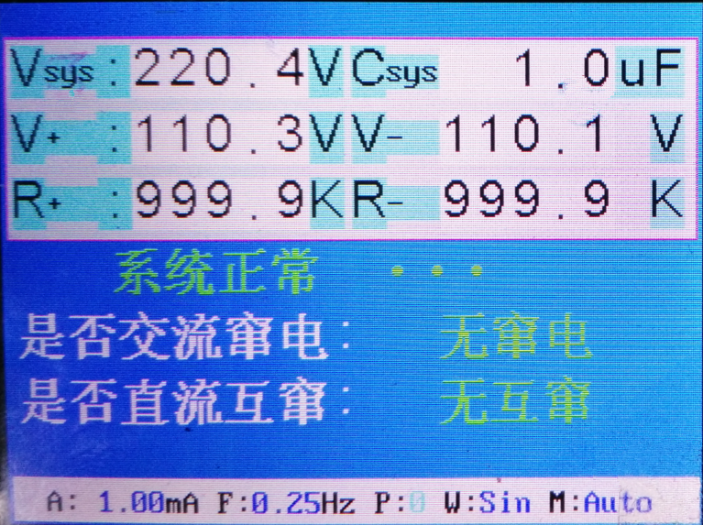 Vsys:220.4V Csys 1.0uF
V+ :110.3V V- 110.1 V
R+ :999.9K R- 999.9 K
系统正常 •••
是否交流窜电: 无窜电
是否直流互窜: 无互窜
A: 1.00mA F:0.25Hz P:0 W:Sin M:Auto